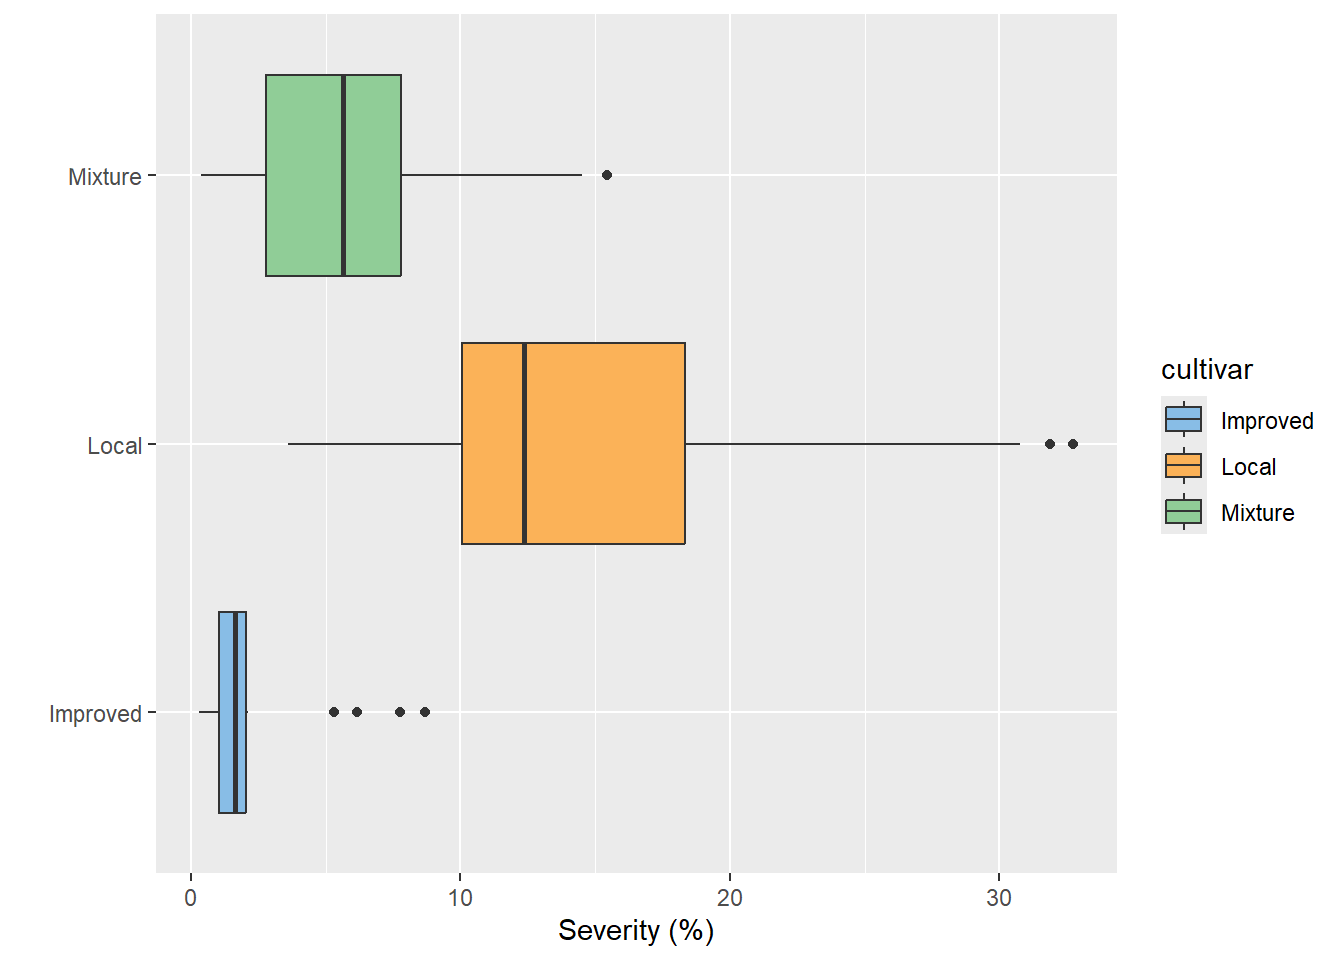 Mixture
Local
Improved
0 10 20 30
Severity (%)
cultivar
Improved
Local
Mixture